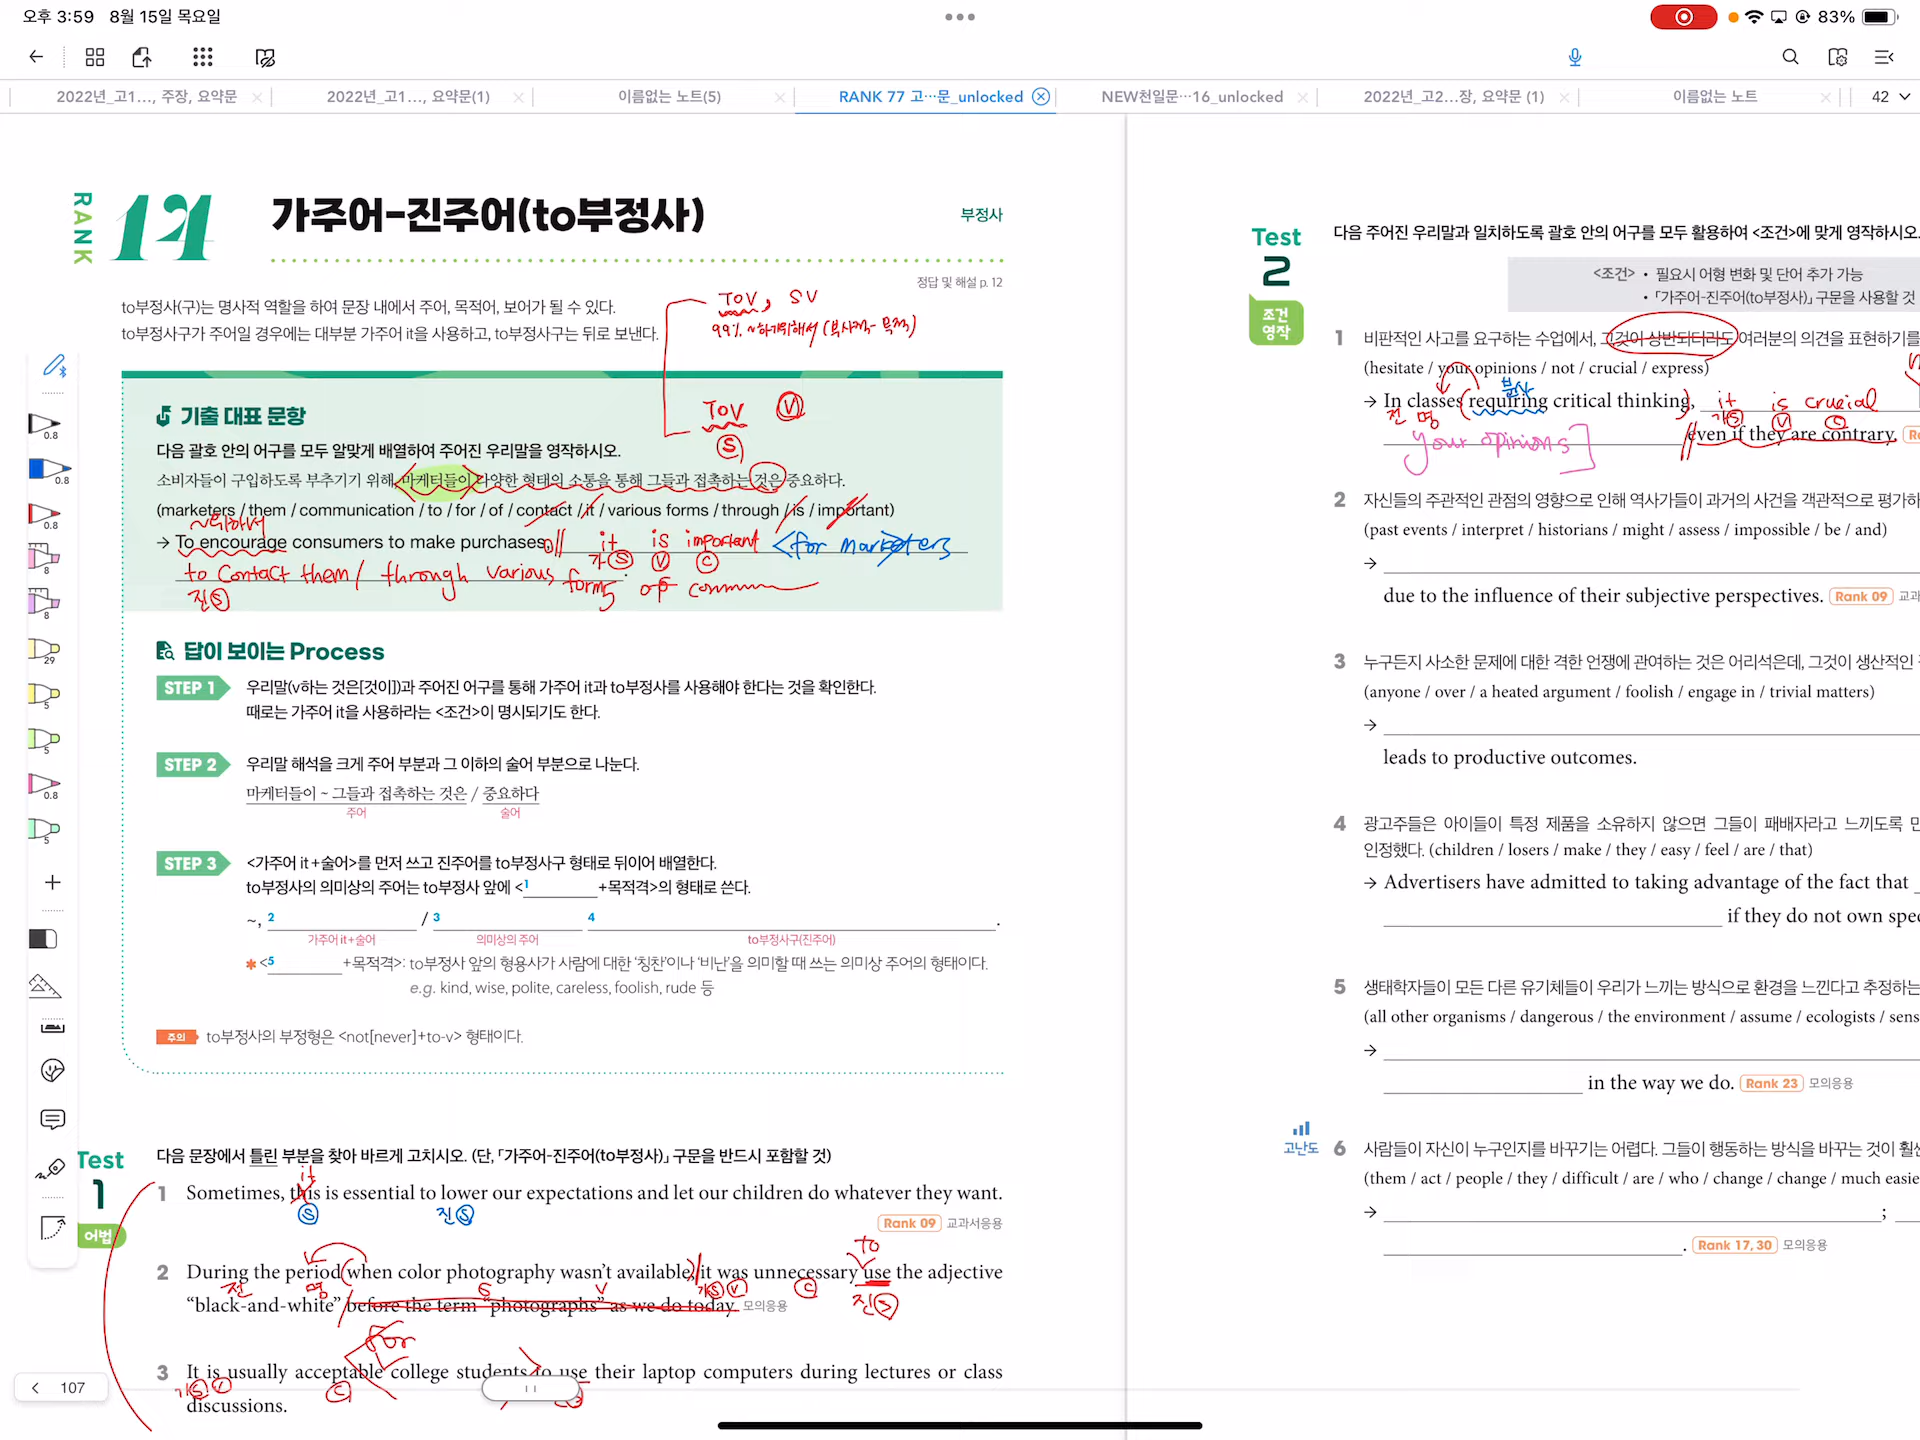 오후 3:59 8월 15일 목요일
83%
2022년_고1..., 주장, 요약문
2022년_고1..., 요약문(1)
이름없는 노트(5)
RANK 77 고…문_unlocked
NEW천일문…16_unlocked
2022년_고2...장, 요약문 (1)
이름없는 노트
42
RANK
14
가주어-진주어(to부정사)
부정사
정답 및 해설 p. 12
to부정사(구)는 명사적 역할을 하여 문장 내에서 주어, 목적어, 보어가 될 수 있다.
to부정사구가 주어일 경우에는 대부분 가주어 it을 사용하고, to부정사구는 뒤로 보낸다.
TOV, SV
99% ~하기위해서 (부사적- 목적)
TOV V
S
기출 대표 문항
다음 괄호 안의 어구를 모두 알맞게 배열하여 주어진 우리말을 영작하시오.
소비자들이 구입하도록 부추기기 위해, 마케터들이 다양한 형태의 소통을 통해 그들과 접촉하는 것은 중요하다.
(marketers / them / communication / to / for / of / contact / it / various forms / through / is / important)
~위하여
→ To encourage consumers to make purchases, it is important for marketers
가S V C
to contact them / through various forms of commun
진S
답이 보이는 Process
STEP 1
우리말(v하는 것은[것이])과 주어진 어구를 통해 가주어 it과 to부정사를 사용해야 한다는 것을 확인한다.
때로는 가주어 it을 사용하라는 <조건>이 명시되기도 한다.
STEP 2
우리말 해석을 크게 주어 부분과 그 이하의 술어 부분으로 나눈다.
마케터들이 ~ 그들과 접촉하는 것은 / 중요하다
주어 술어
STEP 3
<가주어 it+술어>를 먼저 쓰고 진주어를 to부정사구 형태로 뒤이어 배열한다.
to부정사의 의미상의 주어는 to부정사 앞에 <1 +목적격>의 형태로 쓴다.
~, 2 / 3 4 .
가주어 it+술어 의미상의 주어 to부정사구(진주어)
* <5 +목적격>: to부정사 앞의 형용사가 사람에 대한 ‘칭찬’이나 ‘비난’을 의미할 때 쓰는 의미상 주어의 형태이다.
e.g. kind, wise, polite, careless, foolish, rude 등
주의 to부정사의 부정형은 <not[never]+to-v> 형태이다.
Test
1
어법
다음 문장에서 틀린 부분을 찾아 바르게 고치시오. (단, 「가주어-진주어(to부정사)」 구문을 반드시 포함할 것)
it
1 Sometimes, this is essential to lower our expectations and let our children do whatever they want.
S 진S
Rank 09 교과서응용
to
2 During the period when color photography wasn’t available, it was unnecessary use the adjective
전 명 S V 가S V C 진S
“black-and-white” before the term “photographs” as we do today. 모의응용
for
3 It is usually acceptable college students to use their laptop computers during lectures or class
가S V C
discussions.
107
Test
2
조건
영작
다음 주어진 우리말과 일치하도록 괄호 안의 어구를 모두 활용하여 <조건>에 맞게 영작하시오.
<조건> • 필요시 어형 변화 및 단어 추가 가능
• 「가주어-진주어(to부정사)」 구문을 사용할 것
1 비판적인 사고를 요구하는 수업에서, 그것이 상반되더라도 여러분의 의견을 표현하기를
(hesitate / your opinions / not / crucial / express)
분사
→ In classes requiring critical thinking, it is crucial
전 명 가S V C
your opinions] even if they are contrary.
2 자신들의 주관적인 관점의 영향으로 인해 역사가들이 과거의 사건을 객관적으로 평가하
(past events / interpret / historians / might / assess / impossible / be / and)
→
due to the influence of their subjective perspectives. Rank 09
3 누구든지 사소한 문제에 대한 격한 언쟁에 관여하는 것은 어리석은데, 그것이 생산적인
(anyone / over / a heated argument / foolish / engage in / trivial matters)
→
leads to productive outcomes.
4 광고주들은 아이들이 특정 제품을 소유하지 않으면 그들이 패배자라고 느끼도록
인정했다. (children / losers / make / they / easy / feel / are / that)
→ Advertisers have admitted to taking advantage of the fact that
if they do not own spec
5 생태학자들이 모든 다른 유기체들이 우리가 느끼는 방식으로 환경을 느낀다고 추정하는
(all other organisms / dangerous / the environment / assume / ecologists / sens
→
in the way we do. Rank 23 모의응용
고난도
6 사람들이 자신이 누구인지를 바꾸기는 어렵다. 그들이 행동하는 방식을 바꾸는 것이 훨씬
(them / act / people / they / difficult / are / who / change / change / much easie
→ ;
. Rank 17, 30 모의응용
0.8
0.8
0.8
8
8
29
5
5
0.8
5